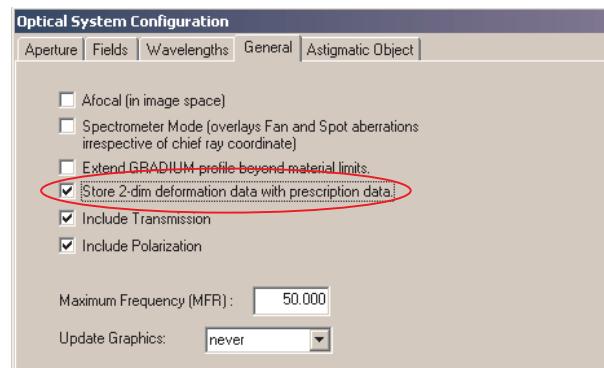 Optical System Configuration
Aperture Fields Wavelengths General Astigmatic Object
Afocal (in image space)
Spectrometer Mode (overlays Fan and Spot aberrations
irrespective of chief ray coordinate)
Extend GRADIUM profile beyond material limits.
Store 2-dim deformation data with prescription data.
Include Transmission
Include Polarization
Maximum Frequency (MFR) : 50.000
Update Graphics: never